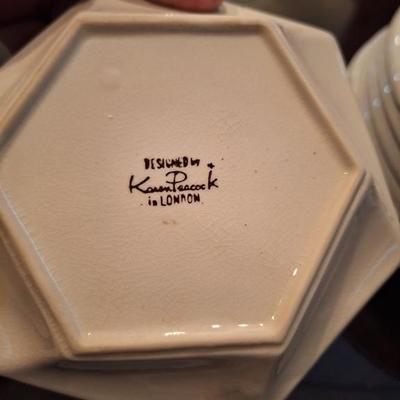 DESIGNED by
Karen Peacock
in LONDON